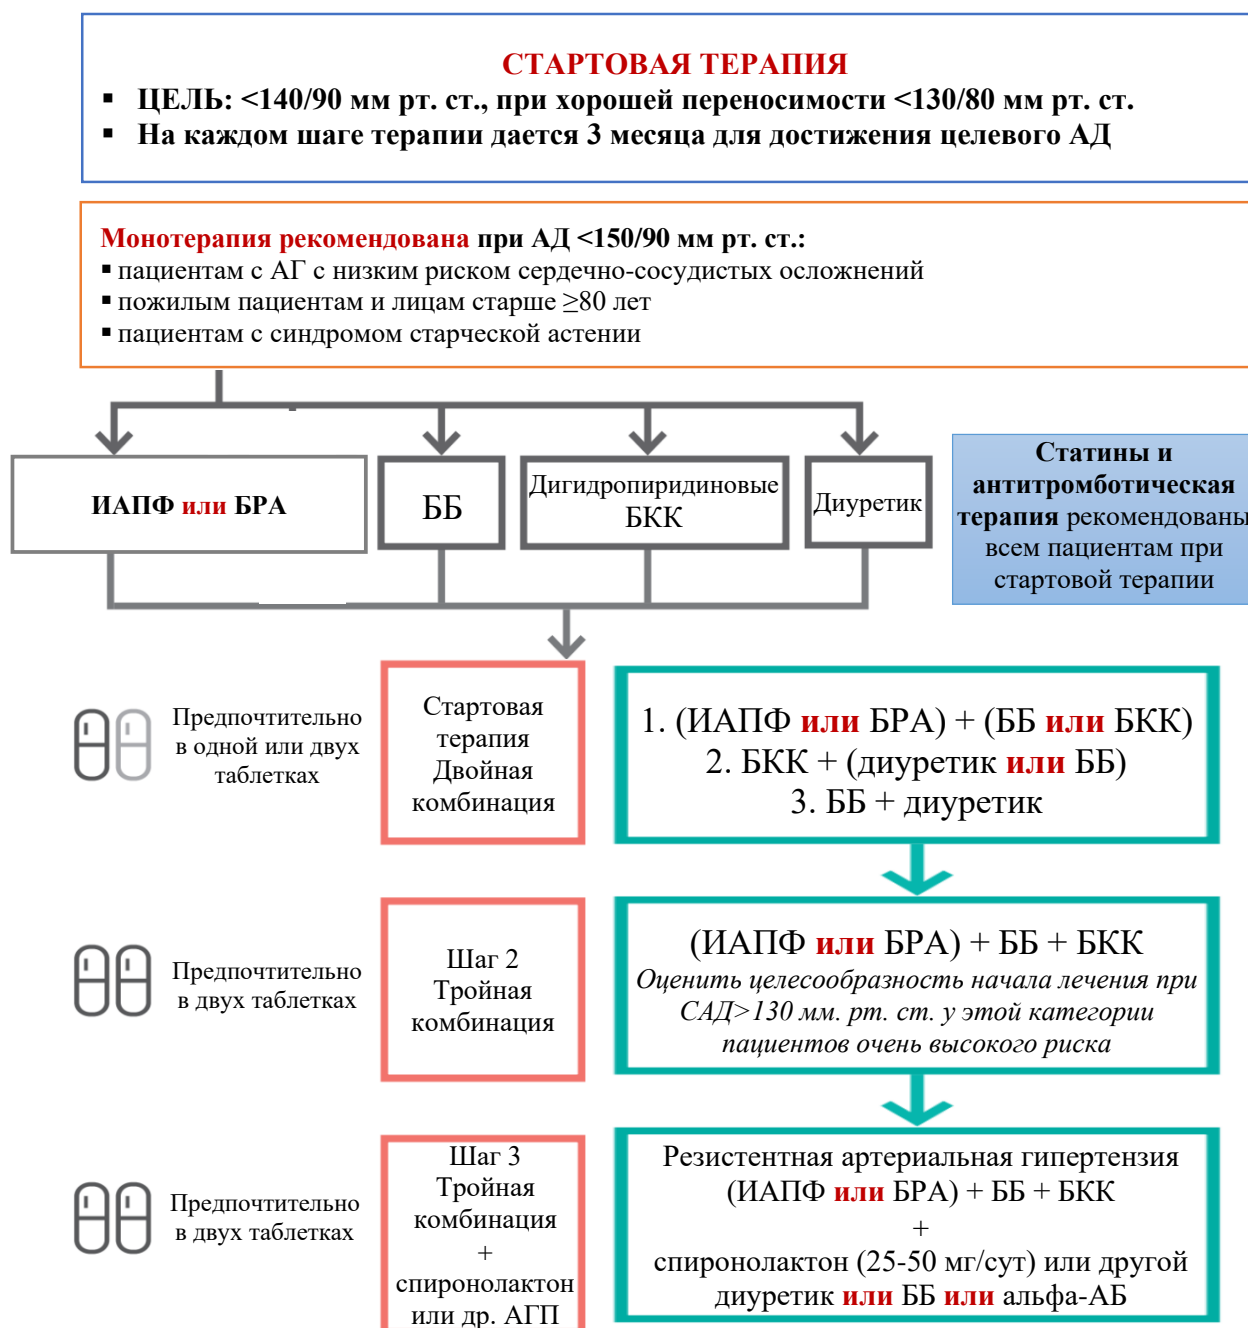 СТАРТОВАЯ ТЕРАПИЯ
▪ ЦЕЛЬ: <140/90 мм рт. ст., при хорошей переносимости <130/80 мм рт. ст.
▪ На каждом шаге терапии дается 3 месяца для достижения целевого АД
Монотерапия рекомендована при АД <150/90 мм рт. ст.:
▪ пациентам с АГ с низким риском сердечно-сосудистых осложнений
▪ пожилым пациентам и лицам старше ≥80 лет
▪ пациентам с синдромом старческой астении
ИАПФ или БРА
ББ
Дигидропиридиновые
БКК
Диуретик
Статины и
антитромботическая
терапия рекомендованы
всем пациентам при
стартовой терапии
Предпочтительно
в одной или двух
таблетках
Стартовая
терапия
Двойная
комбинация
1. (ИАПФ или БРА) + (ББ или БКК)
2. БКК + (диуретик или ББ)
3. ББ + диуретик
Предпочтительно
в двух таблетках
Шаг 2
Тройная
комбинация
(ИАПФ или БРА) + ББ + БКК
Оценить целесообразность начала лечения при
САД>130 мм. рт. ст. у этой категории
пациентов очень высокого риска
Предпочтительно
в двух таблетках
Шаг 3
Тройная
комбинация
+
спиронолактон
или др. АГП
Резистентная артериальная гипертензия
(ИАПФ или БРА) + ББ + БКК
+
спиронолактон (25-50 мг/сут) или другой
диуретик или ББ или альфа-АБ